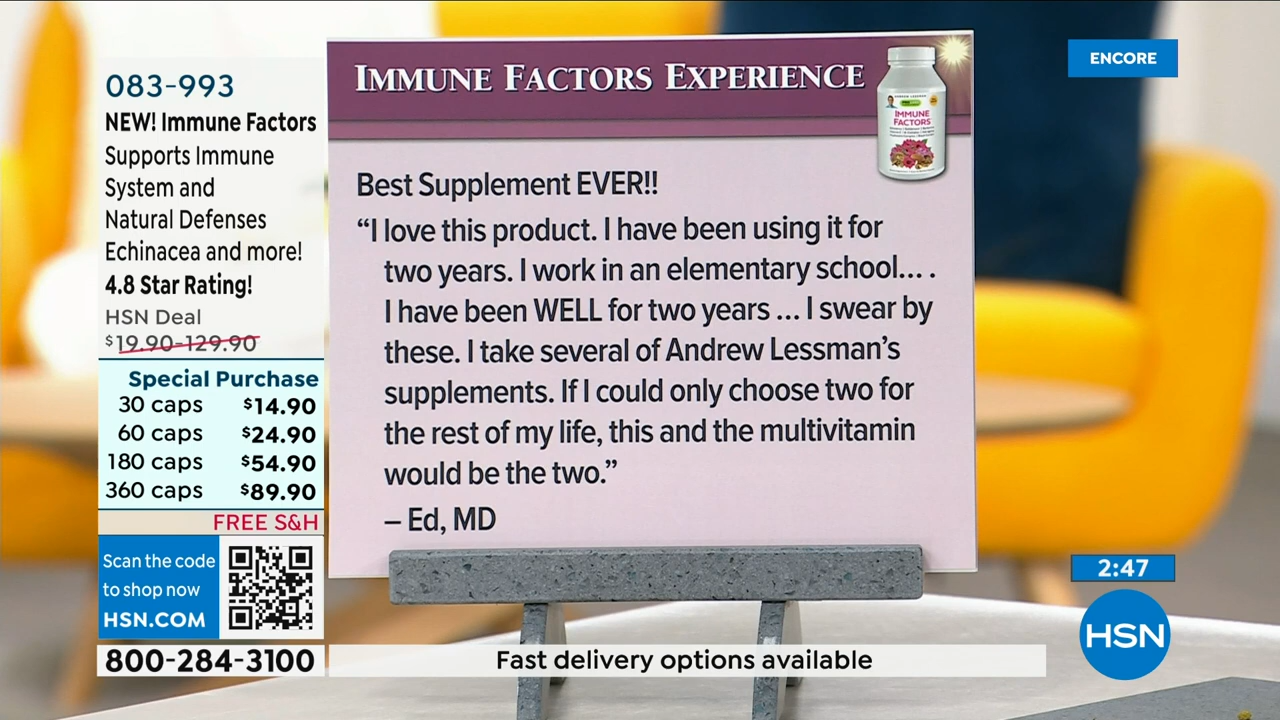 083-993
NEW! Immune Factors
Supports Immune
System and
Natural Defenses
Echinacea and more!
4.8 Star Rating!
HSN Deal
$19.90-129.90
Special Purchase
30 caps $14.90
60 caps $24.90
180 caps $54.90
360 caps $89.90
FREE S&H
Scan the code
to shop now
HSN.COM
800-284-3100
IMMUNE FACTORS EXPERIENCE
IMMUNE
FACTORS
Best Supplement EVER!!
“I love this product. I have been using it for
two years. I work in an elementary school... .
I have been WELL for two years ... I swear by
these. I take several of Andrew Lessman’s
supplements. If I could only choose two for
the rest of my life, this and the multivitamin
would be the two.”
– Ed, MD
ENCORE
2:47
HSN
Fast delivery options available